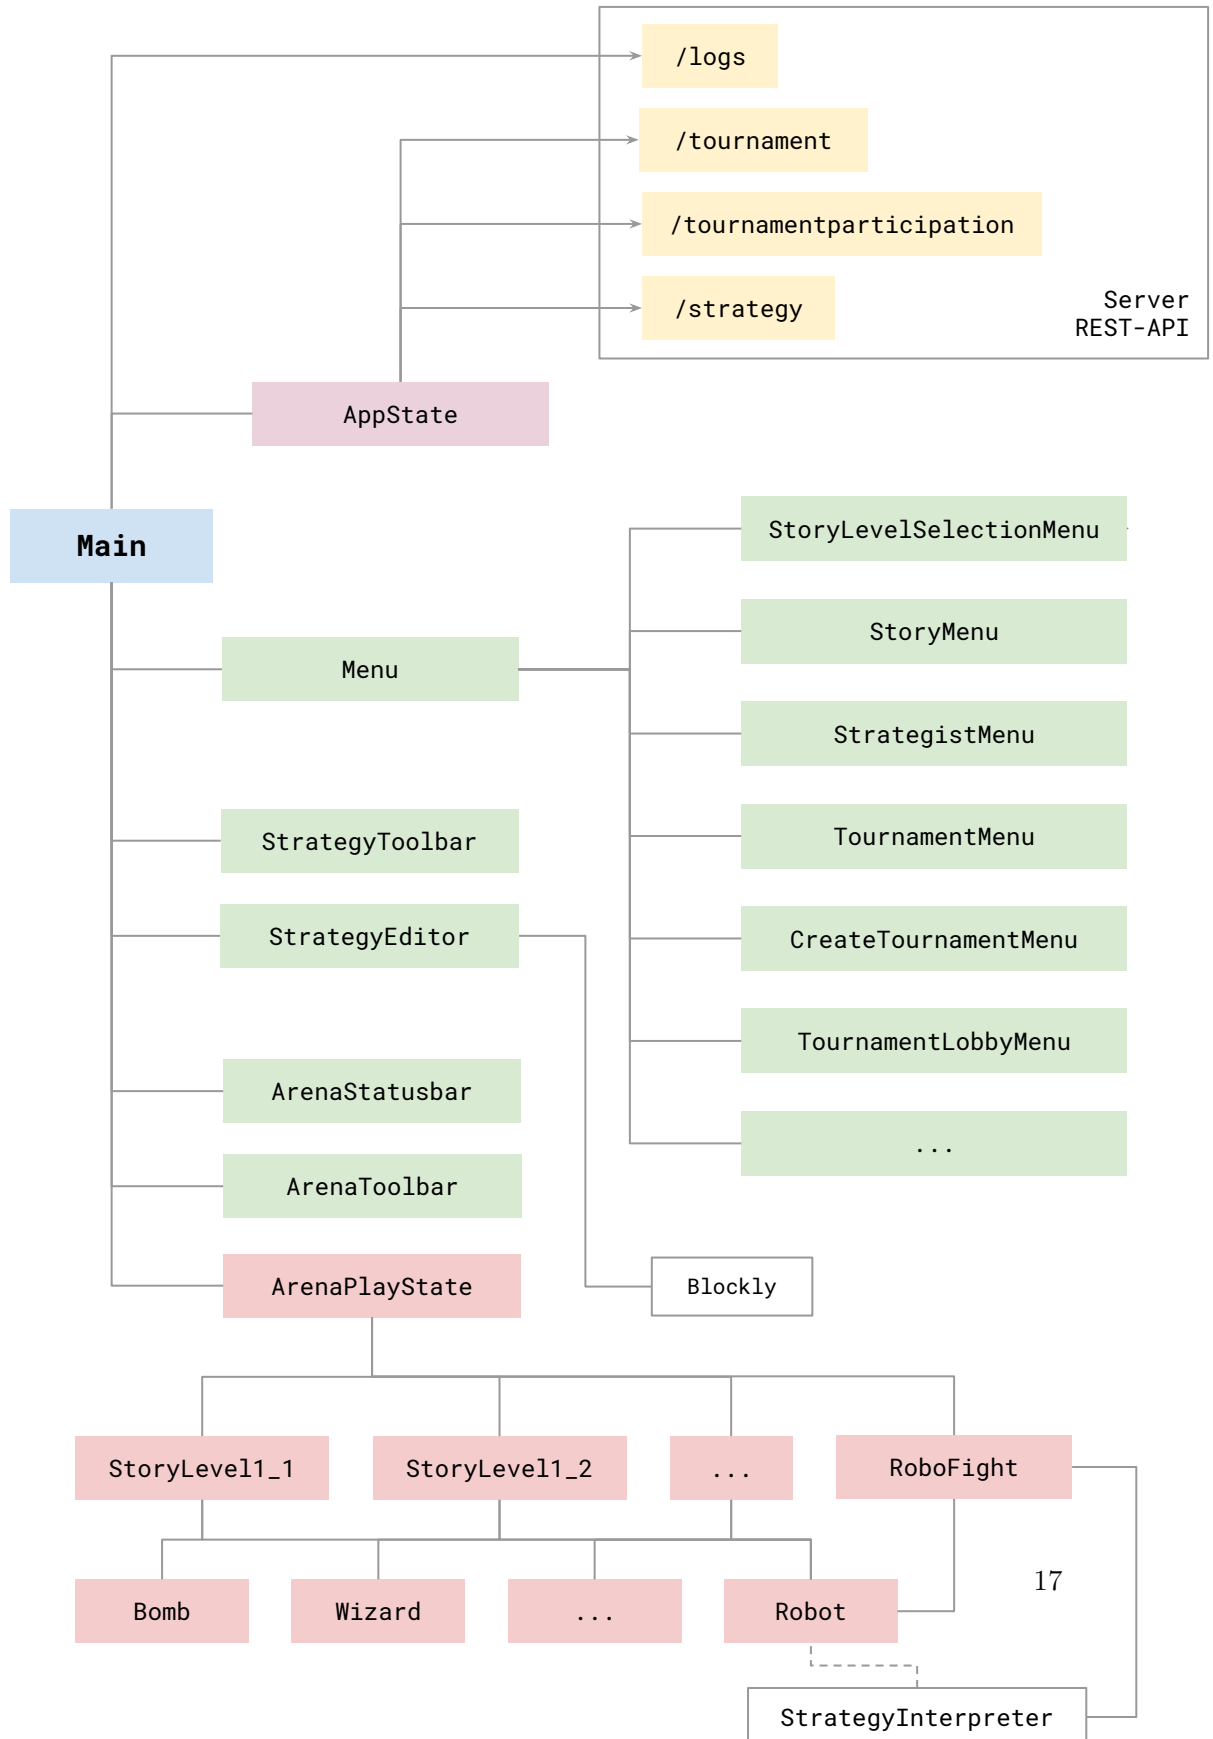 /logs
/tournament
/tournamentparticipation
/strategy
Server
REST-API
AppState
Main
StoryLevelSelectionMenu
StoryMenu
Menu
StrategistMenu
StrategyToolbar
TournamentMenu
StrategyEditor
CreateTournamentMenu
TournamentLobbyMenu
ArenaStatusbar
...
ArenaToolbar
ArenaPlayState
Blockly
StoryLevel1_1
StoryLevel1_2
...
RoboFight
17
Bomb
Wizard
...
Robot
StrategyInterpreter